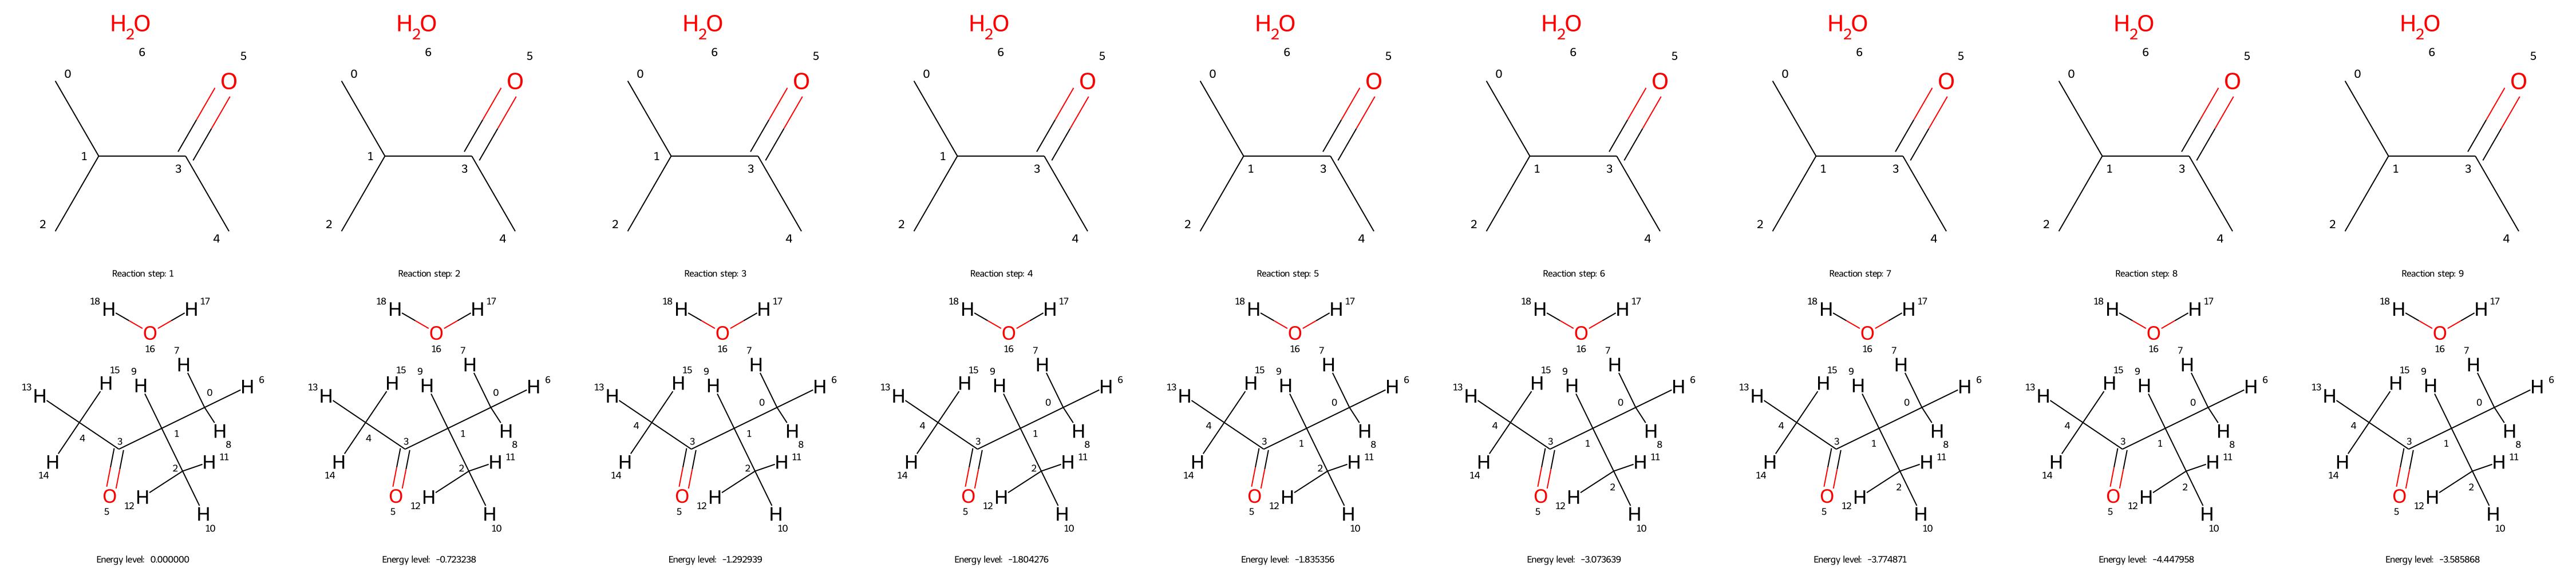 H₂O H₂O H₂O H₂O H₂O H₂O H₂O H₂O H₂O
6 5 6 5 6 5 6 5 6 5 6 5 6 5 6 5 6 5
0 O 0 O 0 O 0 O 0 O 0 O 0 O 0 O 0 O
1 3 1 3 1 3 1 3 1 3 1 3 1 3 1 3 1 3
2 4 2 4 2 4 2 4 2 4 2 4 2 4 2 4 2 4
Reaction step: 1 Reaction step: 2 Reaction step: 3 Reaction step: 4 Reaction step: 5 Reaction step: 6 Reaction step: 7 Reaction step: 8 Reaction step: 9
18 H H 17 18 H H 17 18 H H 17 18 H H 17 18 H H 17 18 H H 17 18 H H 17 18 H H 17 18 H H 17
O O O O O O O O O
16 7 16 7 16 7 16 7 16 7 16 7 16 7 16 7 16 7
H H H H H H H H H
15 9 15 9 15 9 15 9 15 9 15 9 15 9 15 9 15 9
13 H H H H 6 13 H H H H 6 13 H H H H 6 13 H H H H 6 13 H H H H 6 13 H H H H 6 13 H H H H 6 13 H H H H 6 13 H H H H 6
0 0 0 0 0 0 0 0 0
4 3 1 H 8 4 3 1 H 8 4 3 1 H 8 4 3 1 H 8 4 3 1 H 8 4 3 1 H 8 4 3 1 H 8 4 3 1 H 8 4 3 1 H 8
H 2 H 11 H 2 H 11 H 2 H 11 H 2 H 11 H 2 H 11 H 2 H 11 H 2 H 11 H 2 H 11 H 2 H 11
14 14 14 14 14 14 14 14 14
O H O H O H O H O H O H O H O H O H
5 12 H 5 12 H 5 12 H 5 12 H 5 12 H 5 12 H 5 12 H 5 12 H 5 12 H
10 10 10 10 10 10 10 10 10
Energy level: 0.000000 Energy level: -0.723238 Energy level: -1.292939 Energy level: -1.804276 Energy level: -1.835356 Energy level: -3.073639 Energy level: -3.774871 Energy level: -4.447958 Energy level: -3.585868